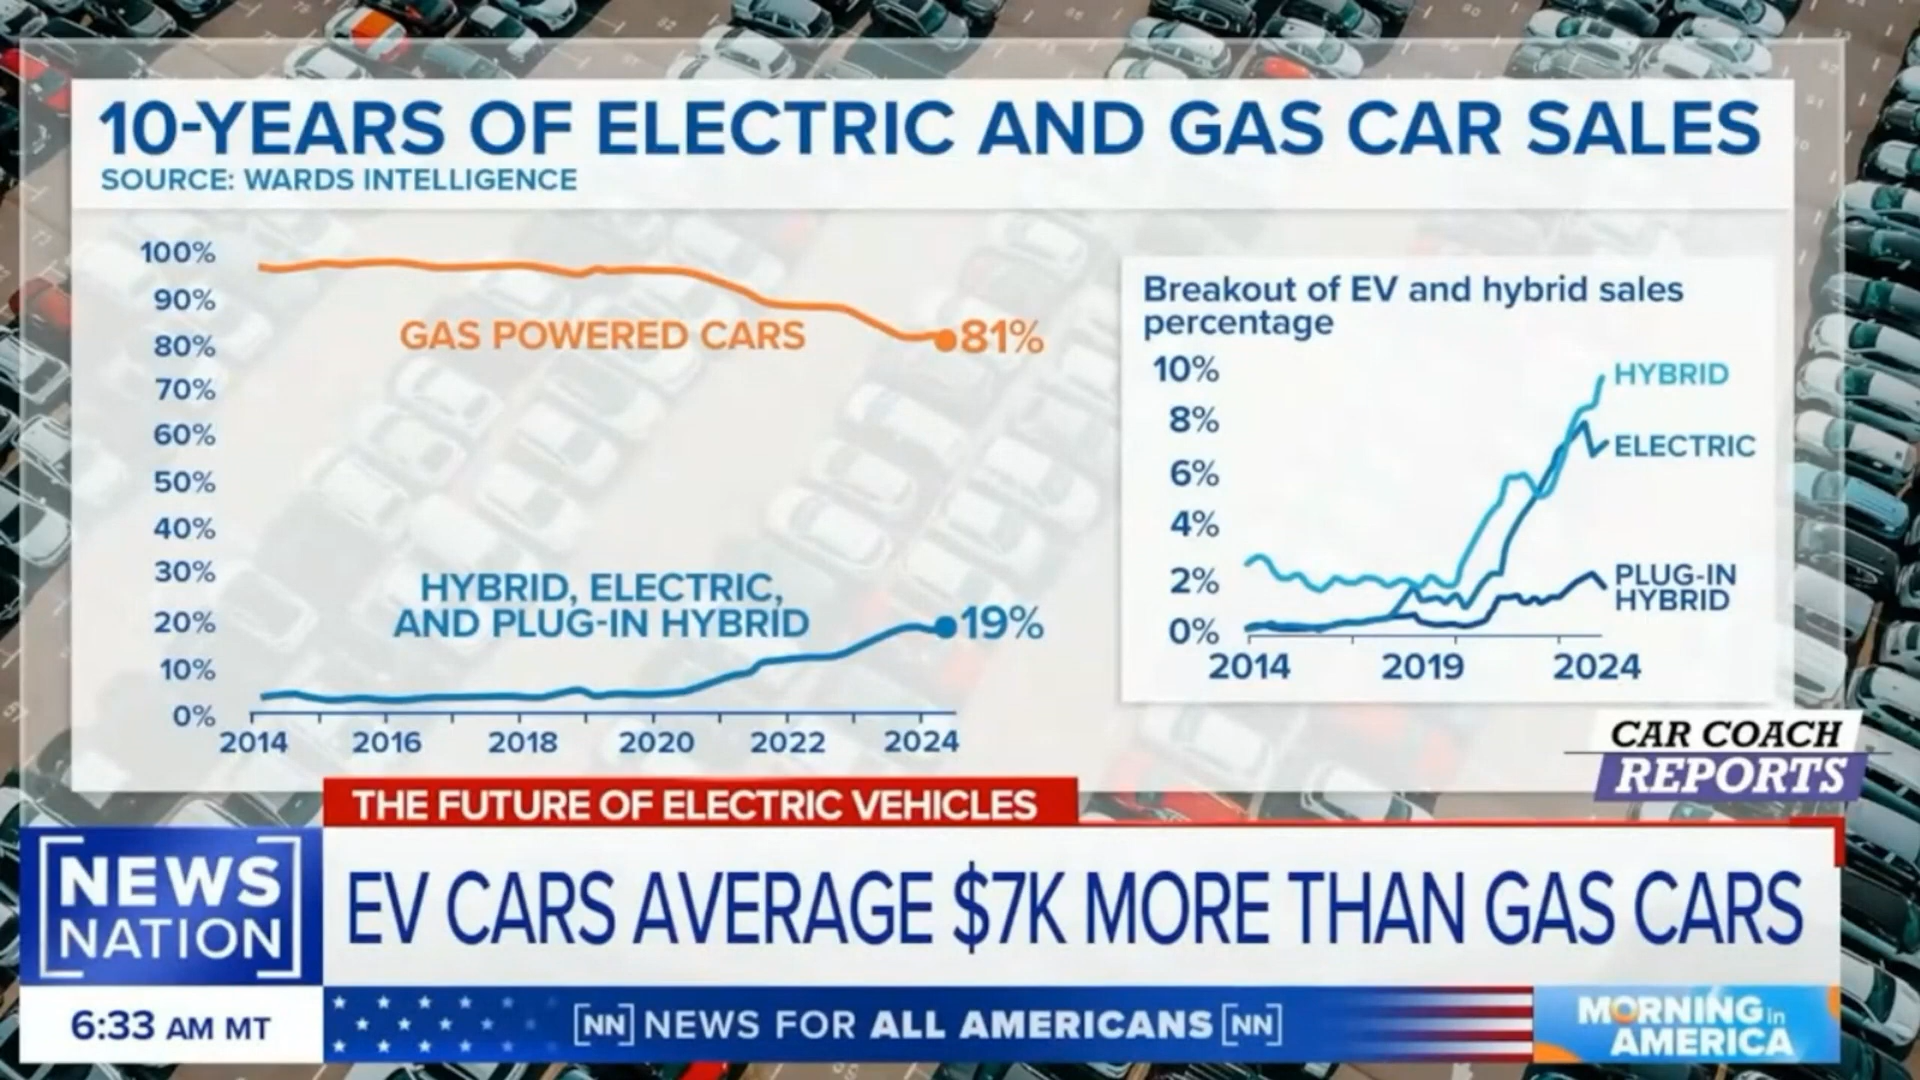 10-YEARS OF ELECTRIC AND GAS CAR SALES
SOURCE: WARDS INTELLIGENCE
100%
90%
80%
70%
60%
50%
40%
30%
20%
10%
0%
GAS POWERED CARS
81%
HYBRID, ELECTRIC,
AND PLUG-IN HYBRID
19%
2014 2016 2018 2020 2022 2024
Breakout of EV and hybrid sales
percentage
10%
8%
6%
4%
2%
0%
HYBRID
ELECTRIC
PLUG-IN
HYBRID
2014 2019 2024
CAR COACH
REPORTS
THE FUTURE OF ELECTRIC VEHICLES
NEWS
NATION
EV CARS AVERAGE $7K MORE THAN GAS CARS
6:33 AM MT
NN NEWS FOR ALL AMERICANS NN
MORNING in
AMERICA